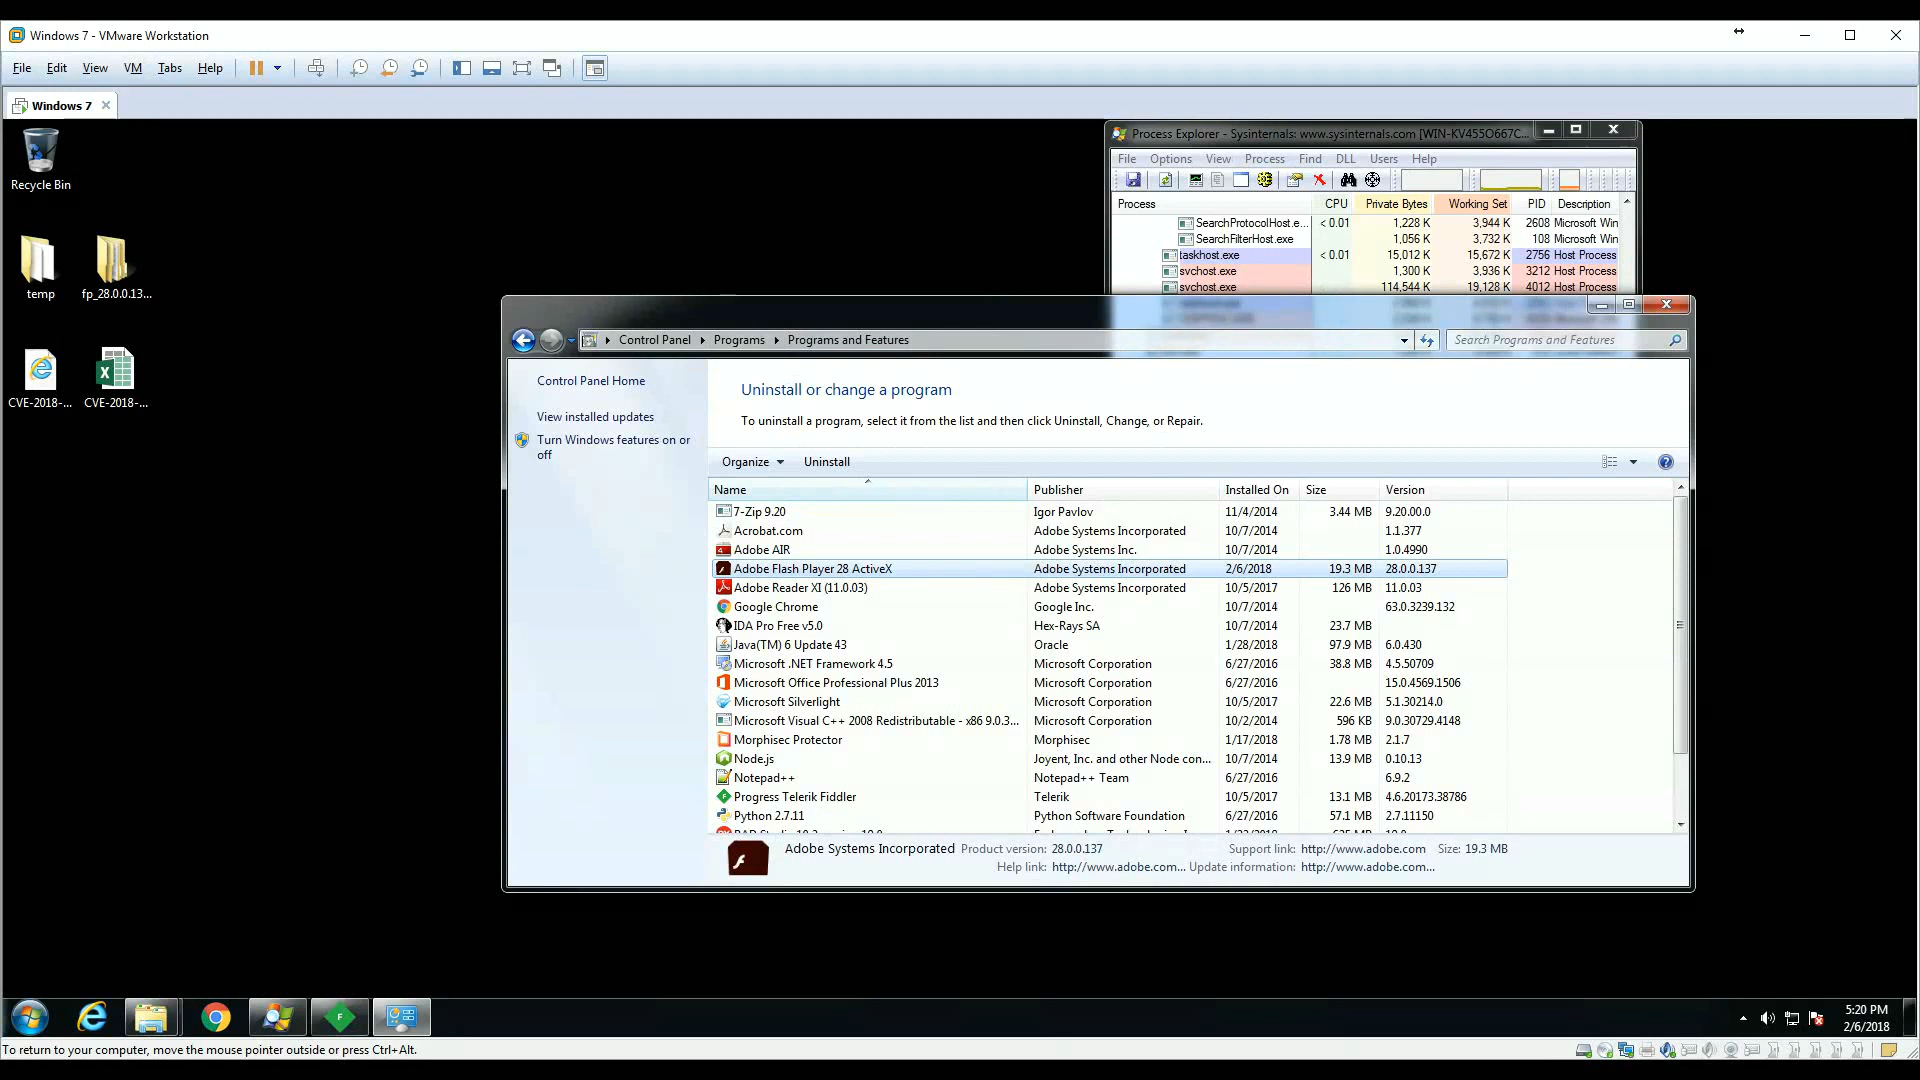 Windows 7 - VMware Workstation
File Edit View VM Tabs Help
Windows 7
Recycle Bin
temp
fp_28.0.0.13...
CVE-2018-...
CVE-2018-...
Process Explorer - Sysinternals: www.sysinternals.com [WIN-KV455O667C...
File Options View Process Find DLL Users Help
Process CPU Private Bytes Working Set PID Description
SearchProtocolHost.e... < 0.01 1,228 K 3,944 K 2608 Microsoft Win
SearchFilterHost.exe 1,056 K 3,732 K 108 Microsoft Win
taskhost.exe < 0.01 15,012 K 15,672 K 2756 Host Process
svchost.exe 1,300 K 3,936 K 3212 Host Process
svchost.exe 114,544 K 19,128 K 4012 Host Process
Control Panel Programs Programs and Features
Search Programs and Features
Control Panel Home
View installed updates
Turn Windows features on or
off
Uninstall or change a program
To uninstall a program, select it from the list and then click Uninstall, Change, or Repair.
Organize Uninstall
Name Publisher Installed On Size Version
7-Zip 9.20 Igor Pavlov 11/4/2014 3.44 MB 9.20.00.0
Acrobat.com Adobe Systems Incorporated 10/7/2014 1.1.377
Adobe AIR Adobe Systems Inc. 10/7/2014 1.0.4990
Adobe Flash Player 28 ActiveX Adobe Systems Incorporated 2/6/2018 19.3 MB 28.0.0.137
Adobe Reader XI (11.0.03) Adobe Systems Incorporated 10/5/2017 126 MB 11.0.03
Google Chrome Google Inc. 10/7/2014 63.0.3239.132
IDA Pro Free v5.0 Hex-Rays SA 10/7/2014 23.7 MB
Java(TM) 6 Update 43 Oracle 1/28/2018 97.9 MB 6.0.430
Microsoft .NET Framework 4.5 Microsoft Corporation 6/27/2016 38.8 MB 4.5.50709
Microsoft Office Professional Plus 2013 Microsoft Corporation 6/27/2016 15.0.4569.1506
Microsoft Silverlight Microsoft Corporation 10/5/2017 22.6 MB 5.1.30214.0
Microsoft Visual C++ 2008 Redistributable - x86 9.0.3... Microsoft Corporation 10/2/2014 596 KB 9.0.30729.4148
Morphisec Protector Morphisec 1/17/2018 1.78 MB 2.1.7
Node.js Joyent, Inc. and other Node con... 10/7/2014 13.9 MB 0.10.13
Notepad++ Notepad++ Team 6/27/2016 6.9.2
Progress Telerik Fiddler Telerik 10/5/2017 13.1 MB 4.6.20173.38786
Python 2.7.11 Python Software Foundation 6/27/2016 57.1 MB 2.7.11150
Adobe Systems Incorporated Product version: 28.0.0.137 Support link: http://www.adobe.com Size: 19.3 MB
Help link: http://www.adobe.com... Update information: http://www.adobe.com...
5:20 PM
2/6/2018
To return to your computer, move the mouse pointer outside or press Ctrl+Alt.